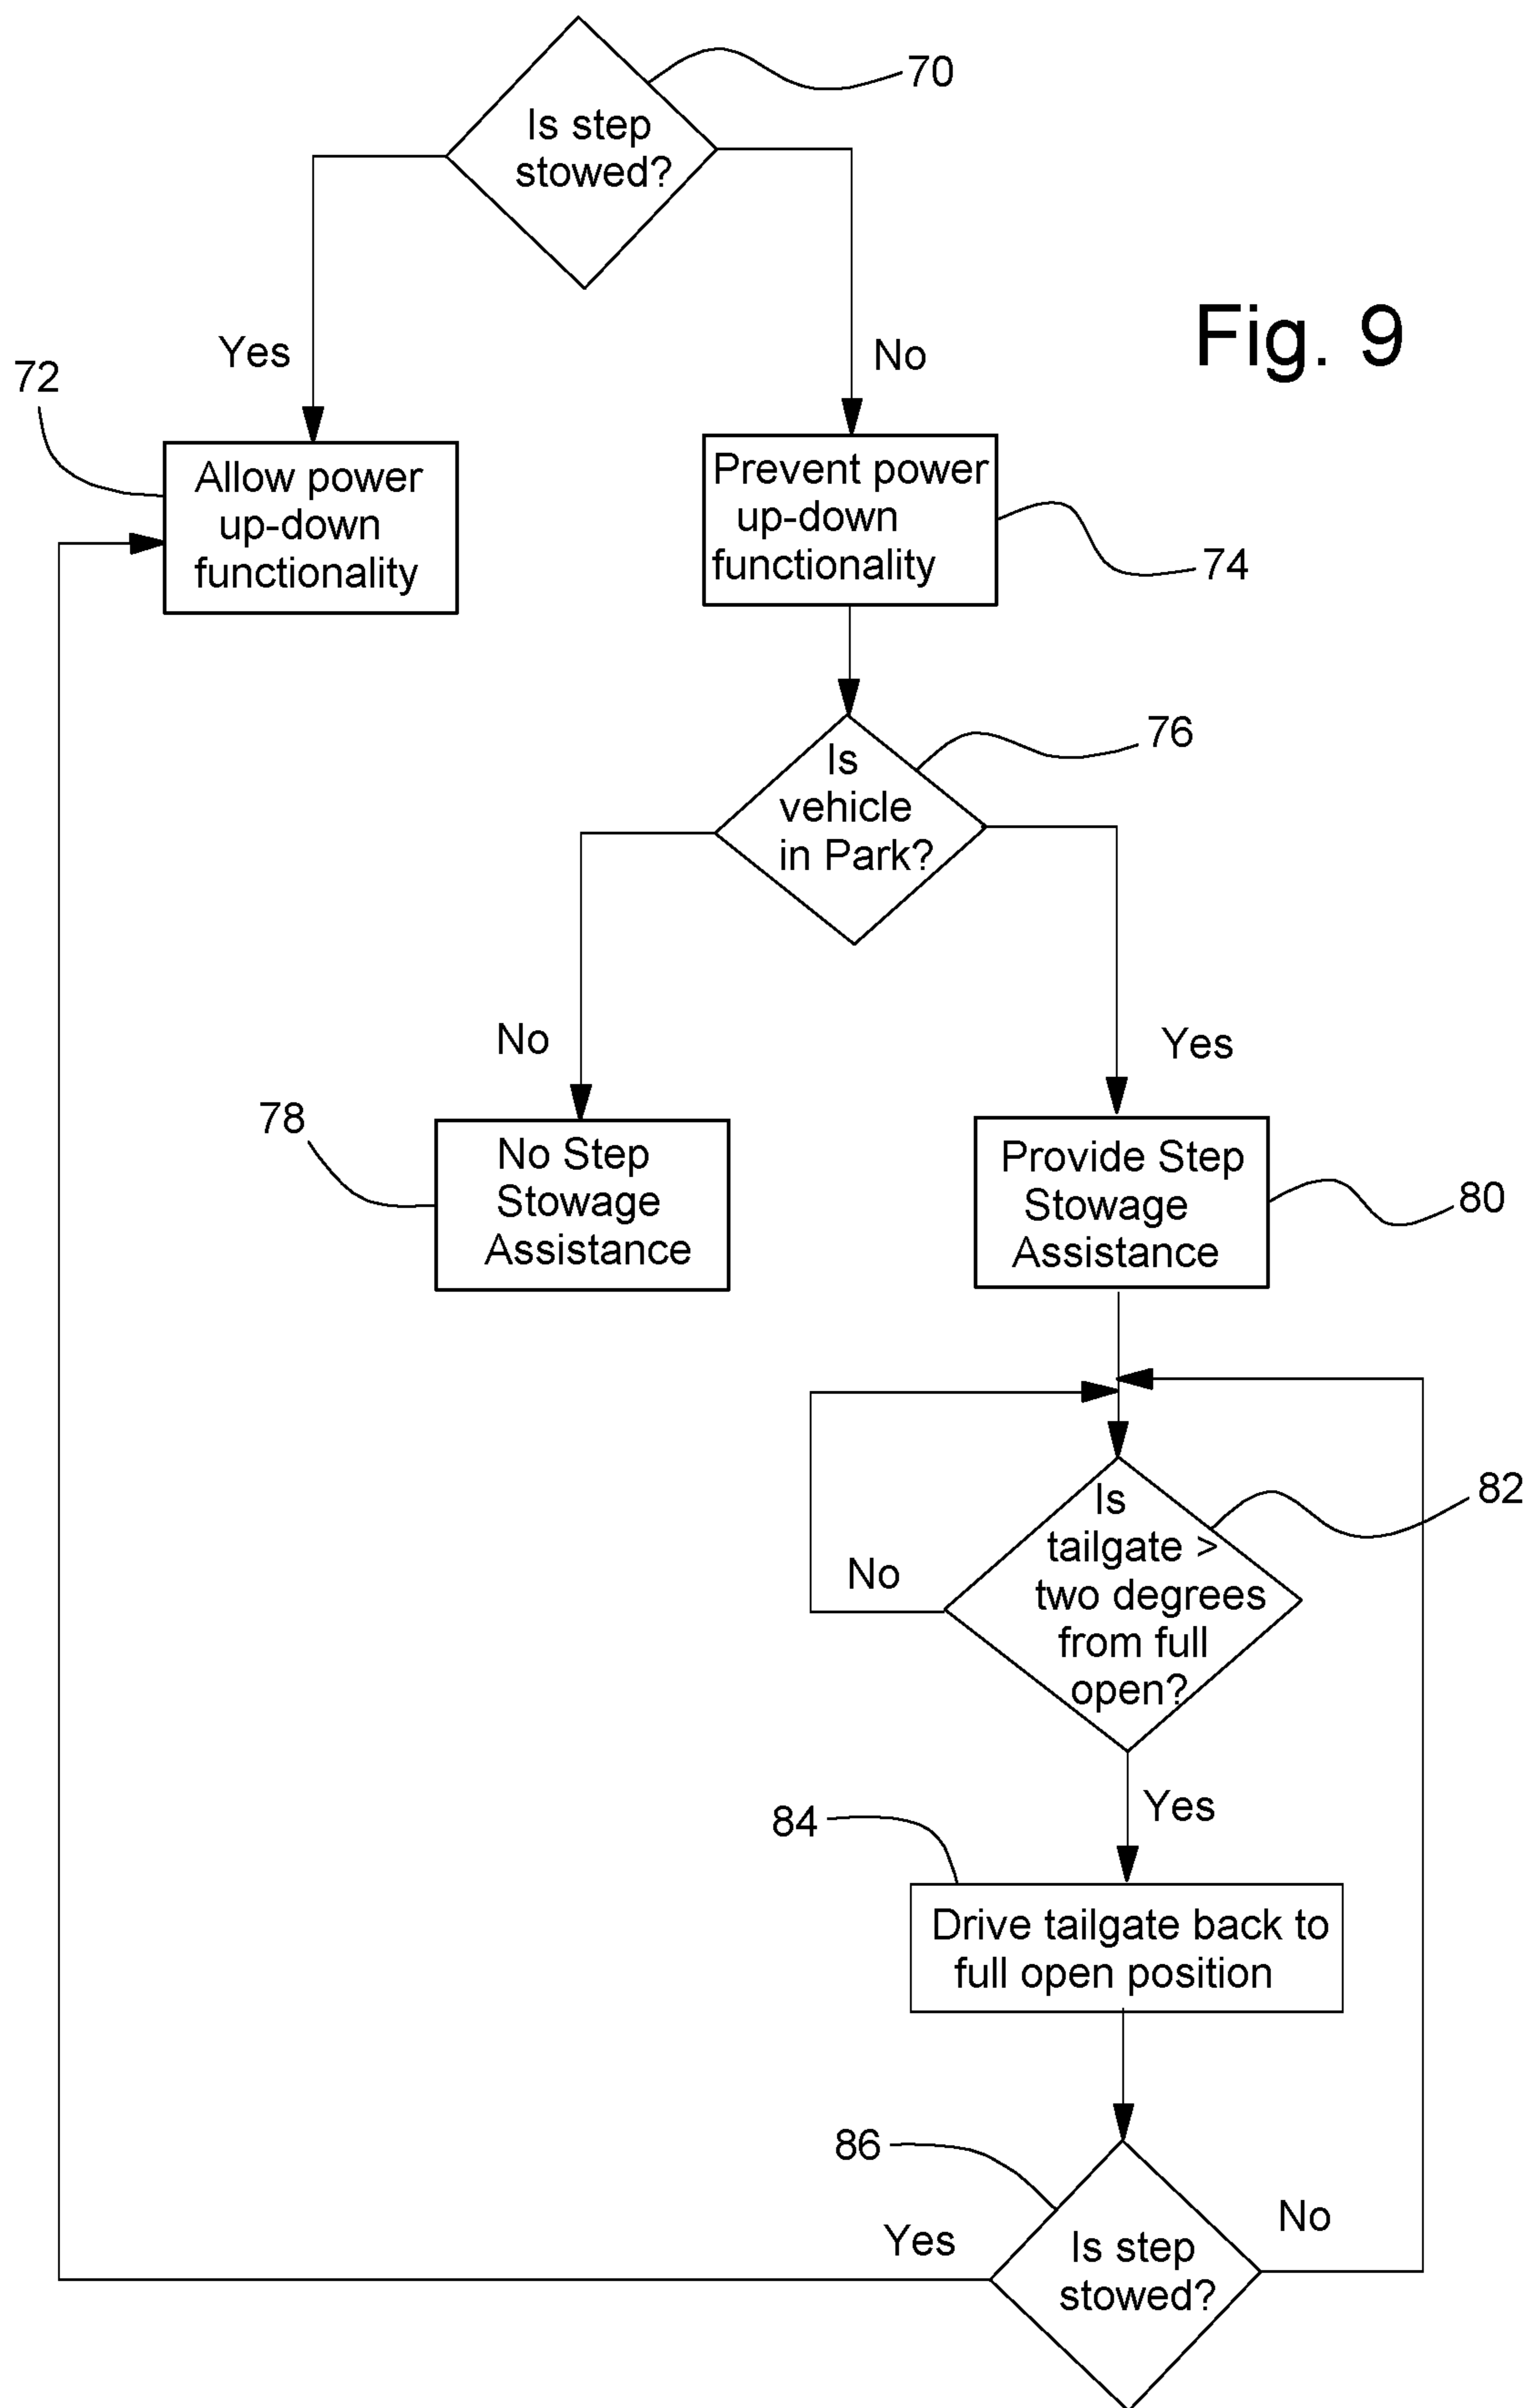 70
Is step
stowed?
Fig. 9
Yes
No
72
Allow power
up-down
functionality
Prevent power
up-down
functionality
74
76
Is
vehicle
in Park?
No
Yes
78
No Step
Stowage
Assistance
Provide Step
Stowage
Assistance
80
82
Is
tailgate >
two degrees
from full
open?
No
Yes
84
Drive tailgate back to
full open position
86
Yes
No
Is step
stowed?